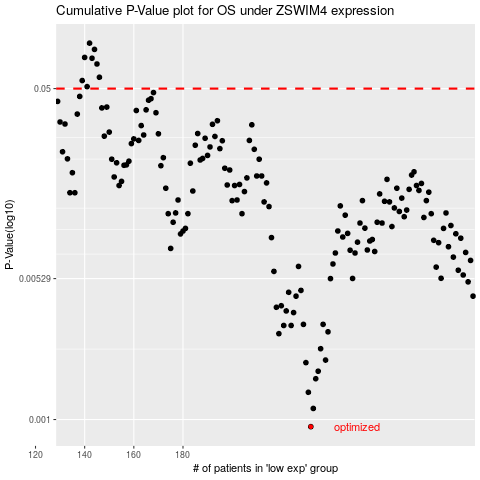 Cumulative P-Value plot for OS under ZSWIM4 expression
P-Value(log10)
0.05
0.00529
0.001
optimized
120 140 160 180
# of patients in 'low exp' group